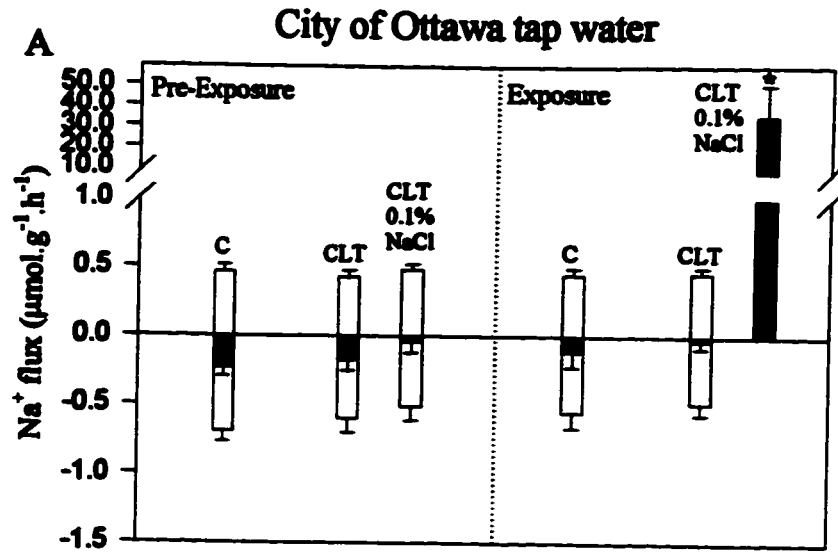 City of Ottawa tap water
A
Pre-Exposure
Exposure
Na⁺ flux (µmol.g⁻¹.h⁻¹)
50.0
40.0
30.0
20.0
10.0
1.0
0.5
0.0
-0.5
-1.0
-1.5
C
CLT
CLT
0.1%
NaCl
C
CLT
CLT
0.1%
NaCl
*